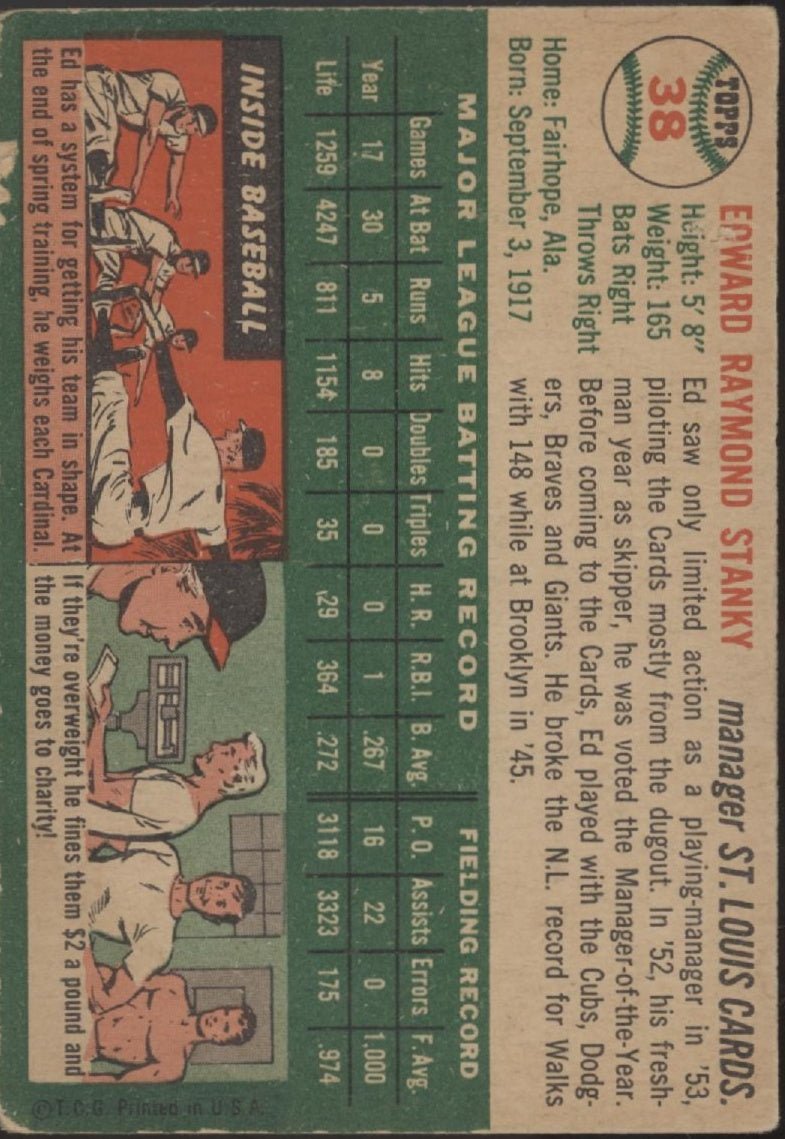 TOPPS
38
EDWARD RAYMOND STANKY manager ST. LOUIS CARDS.
Height: 5' 8"
Weight: 165
Bats Right
Throws Right
Home: Fairhope, Ala.
Born: September 3, 1917
Ed saw only limited action as a playing-manager in '53,
piloting the Cards mostly from the dugout. In '52, his fresh-
man year as skipper, he was voted the Manager-of-the-Year.
Before coming to the Cards, Ed played with the Cubs, Dodg-
ers, Braves and Giants. He broke the N.L. record for Walks
with 148 while at Brooklyn in '45.
MAJOR LEAGUE BATTING RECORD FIELDING RECORD
Games At Bat Runs Hits Doubles Triples H. R. R.B.I. B. Avg. P. O. Assists Errors F. Avg.
Year 17 30 5 8 0 0 0 1 .267 16 22 0 1.000
Life 1259 4247 811 1154 185 35 29 364 .272 3118 3323 175 .974
INSIDE BASEBALL
Ed has a system for getting his team in shape. At
the end of spring training, he weighs each Cardinal.
If they're overweight he fines them $2 a pound and
the money goes to charity!
©T.C.G. Printed in U.S.A.